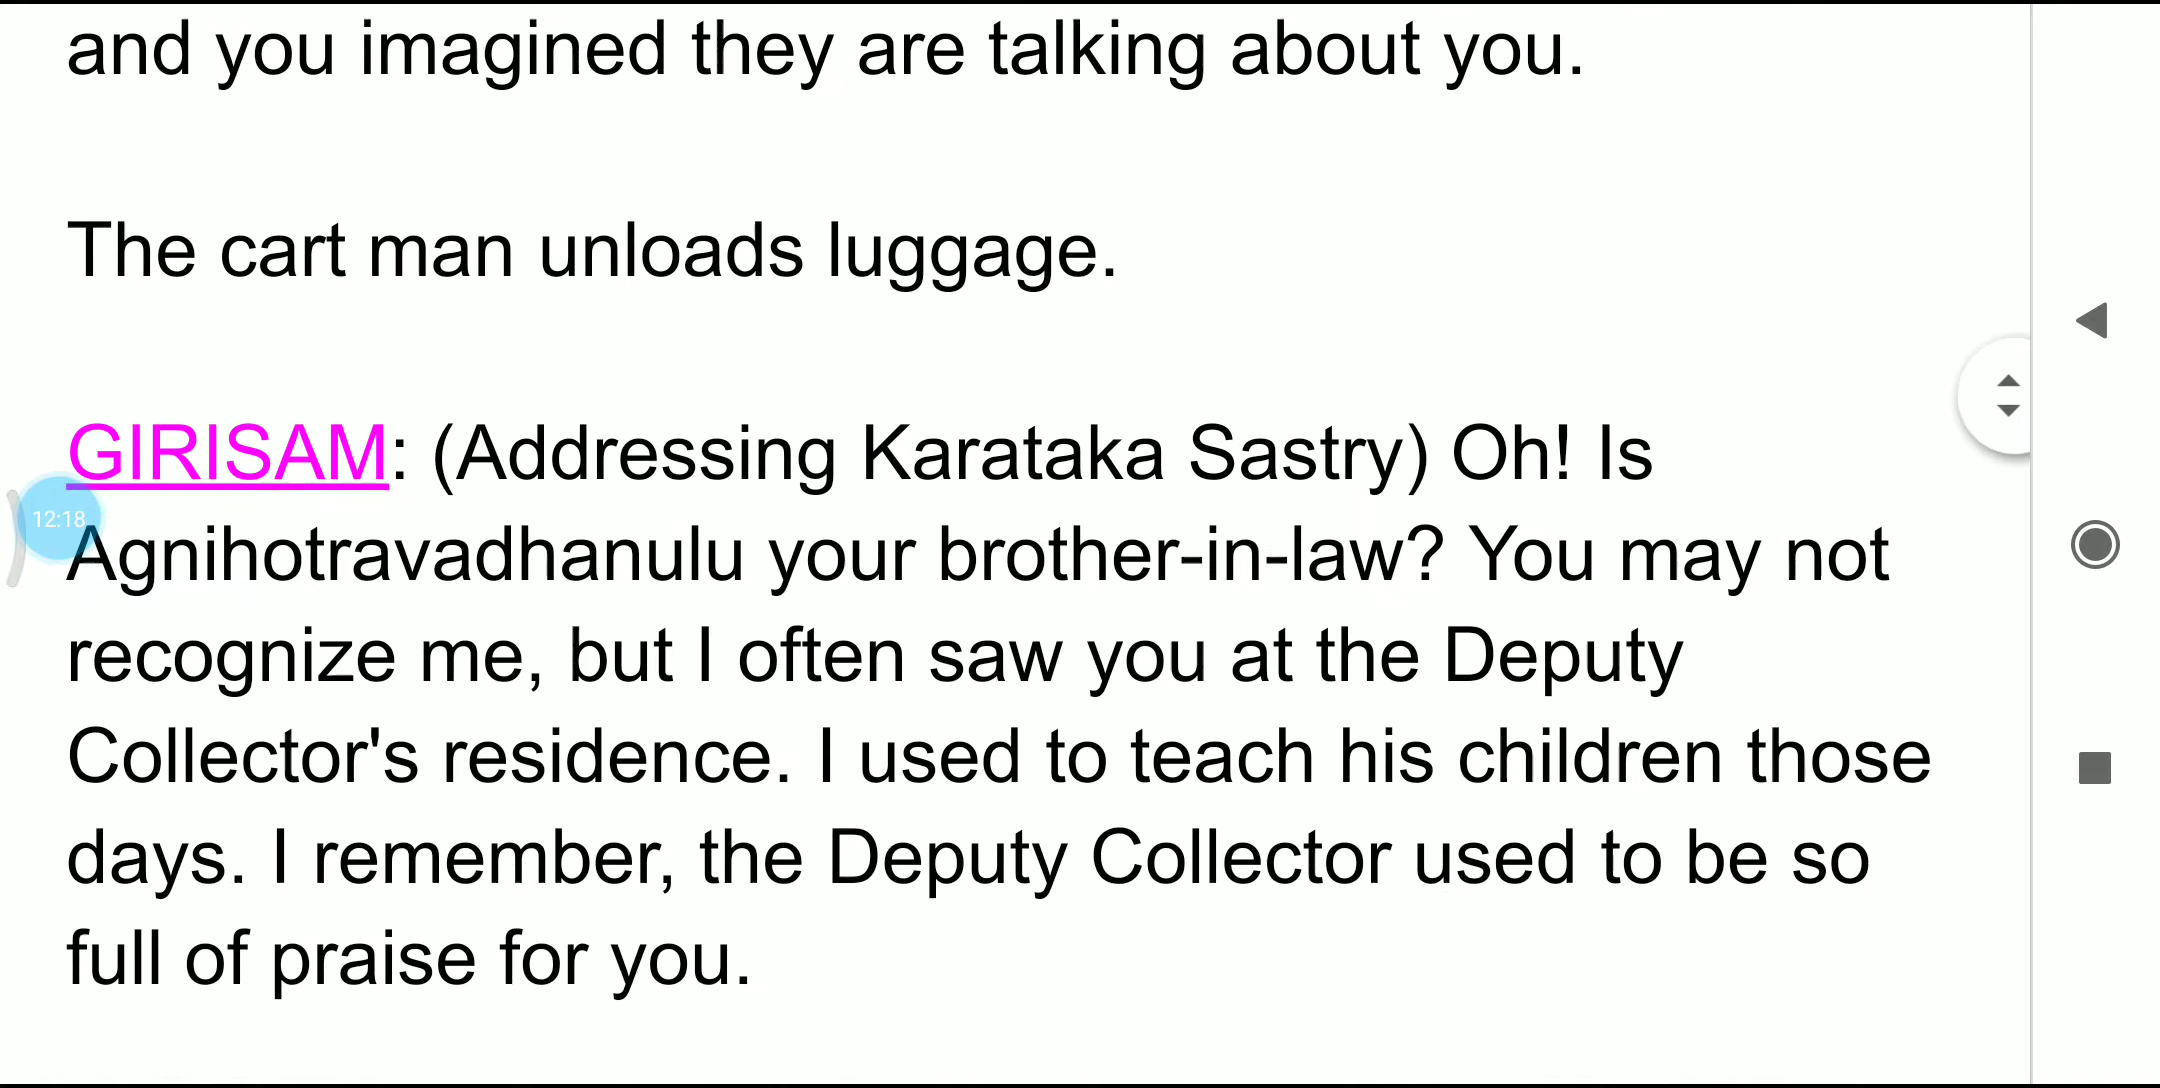 and you imagined they are talking about you.
The cart man unloads luggage.
GIRISAM: (Addressing Karataka Sastry) Oh! Is
12:18
Agnihotravadhanulu your brother-in-law? You may not
recognize me, but I often saw you at the Deputy
Collector's residence. I used to teach his children those
days. I remember, the Deputy Collector used to be so
full of praise for you.